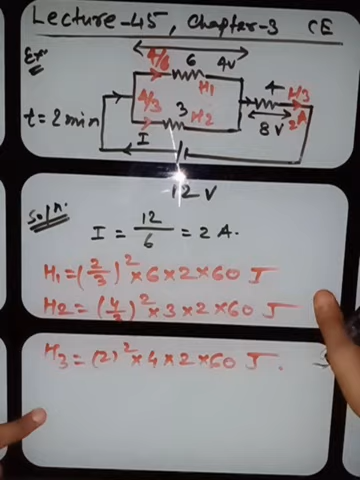 Lecture-45, Chapter-3 CE
Ex:
4/6 6 4V
H1
4 H3
4/3 3 H2
8V 2A
t = 2 min
I
12 V
Soln.
I = 12/6 = 2 A.
H1 = (2/3)² × 6 × 2 × 60 J
H2 = (4/3)² × 3 × 2 × 60 J
H3 = (2)² × 4 × 2 × 60 J.